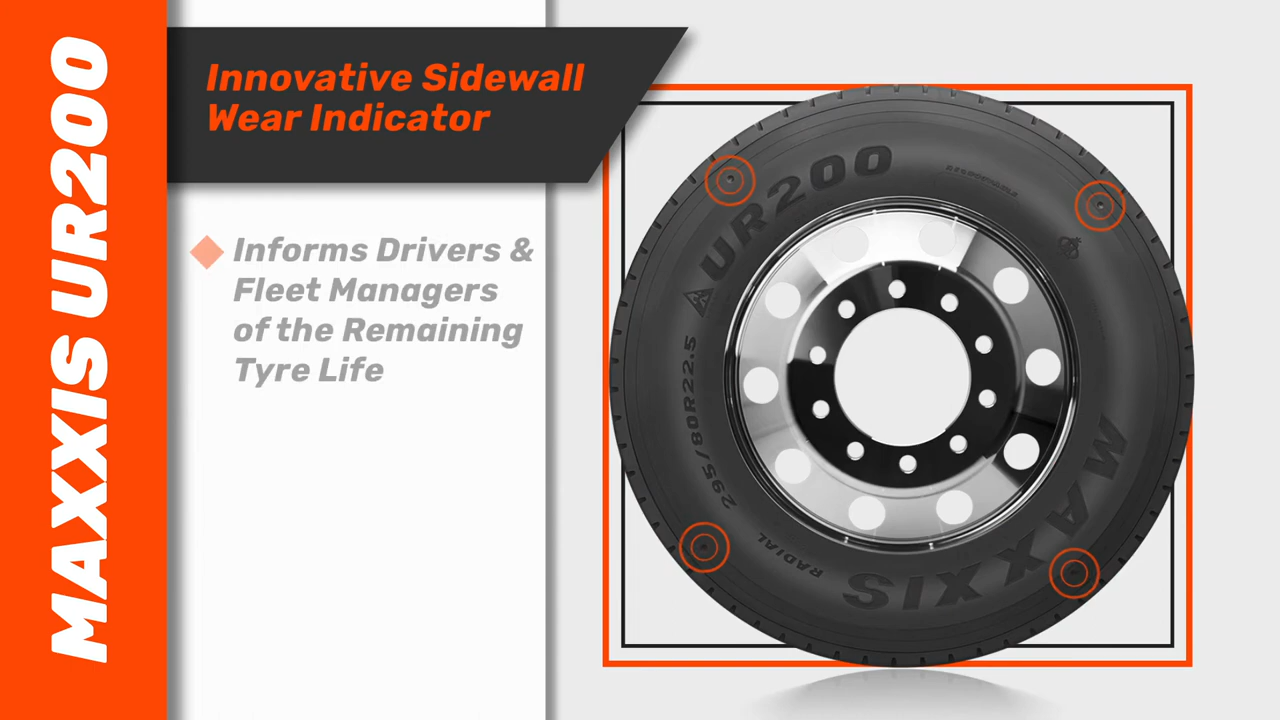 MAXXIS UR200
Innovative Sidewall
Wear Indicator
Informs Drivers &
Fleet Managers
of the Remaining
Tyre Life
UR200
295/80R22.5
RADIAL
MAXXIS